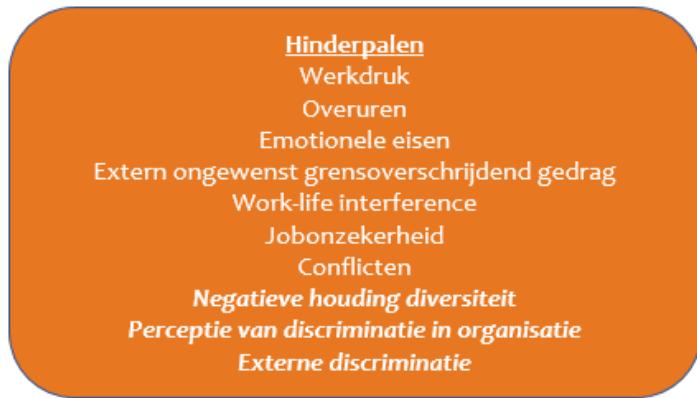 Hinderpalen
Werkdruk
Overuren
Emotionele eisen
Extern ongewenst grensoverschrijdend gedrag
Work-life interference
Jobonzekerheid
Conflicten
Negatieve houding diversiteit
Perceptie van discriminatie in organisatie
Externe discriminatie